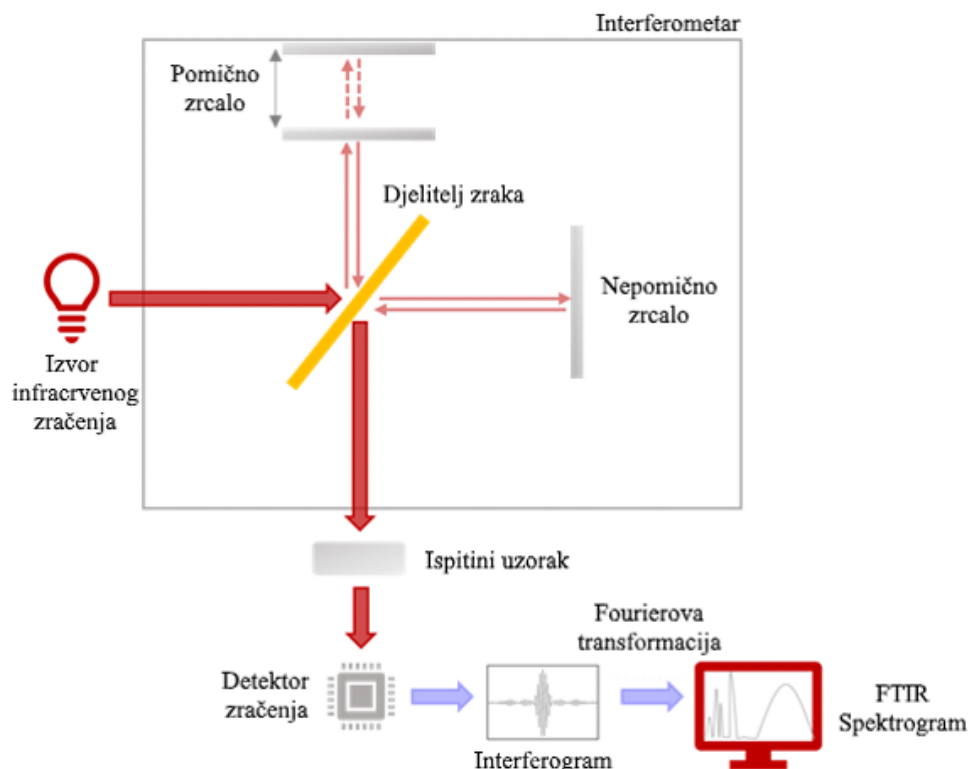 Interferometar
Pomično
zrcalo
Djelitelj zraka
Nepomično
zrcalo
Izvor
infracrvenog
zračenja
Ispitini uzorak
Fourierova
transformacija
Detektor
zračenja
FTIR
Spektrogram
Interferogram